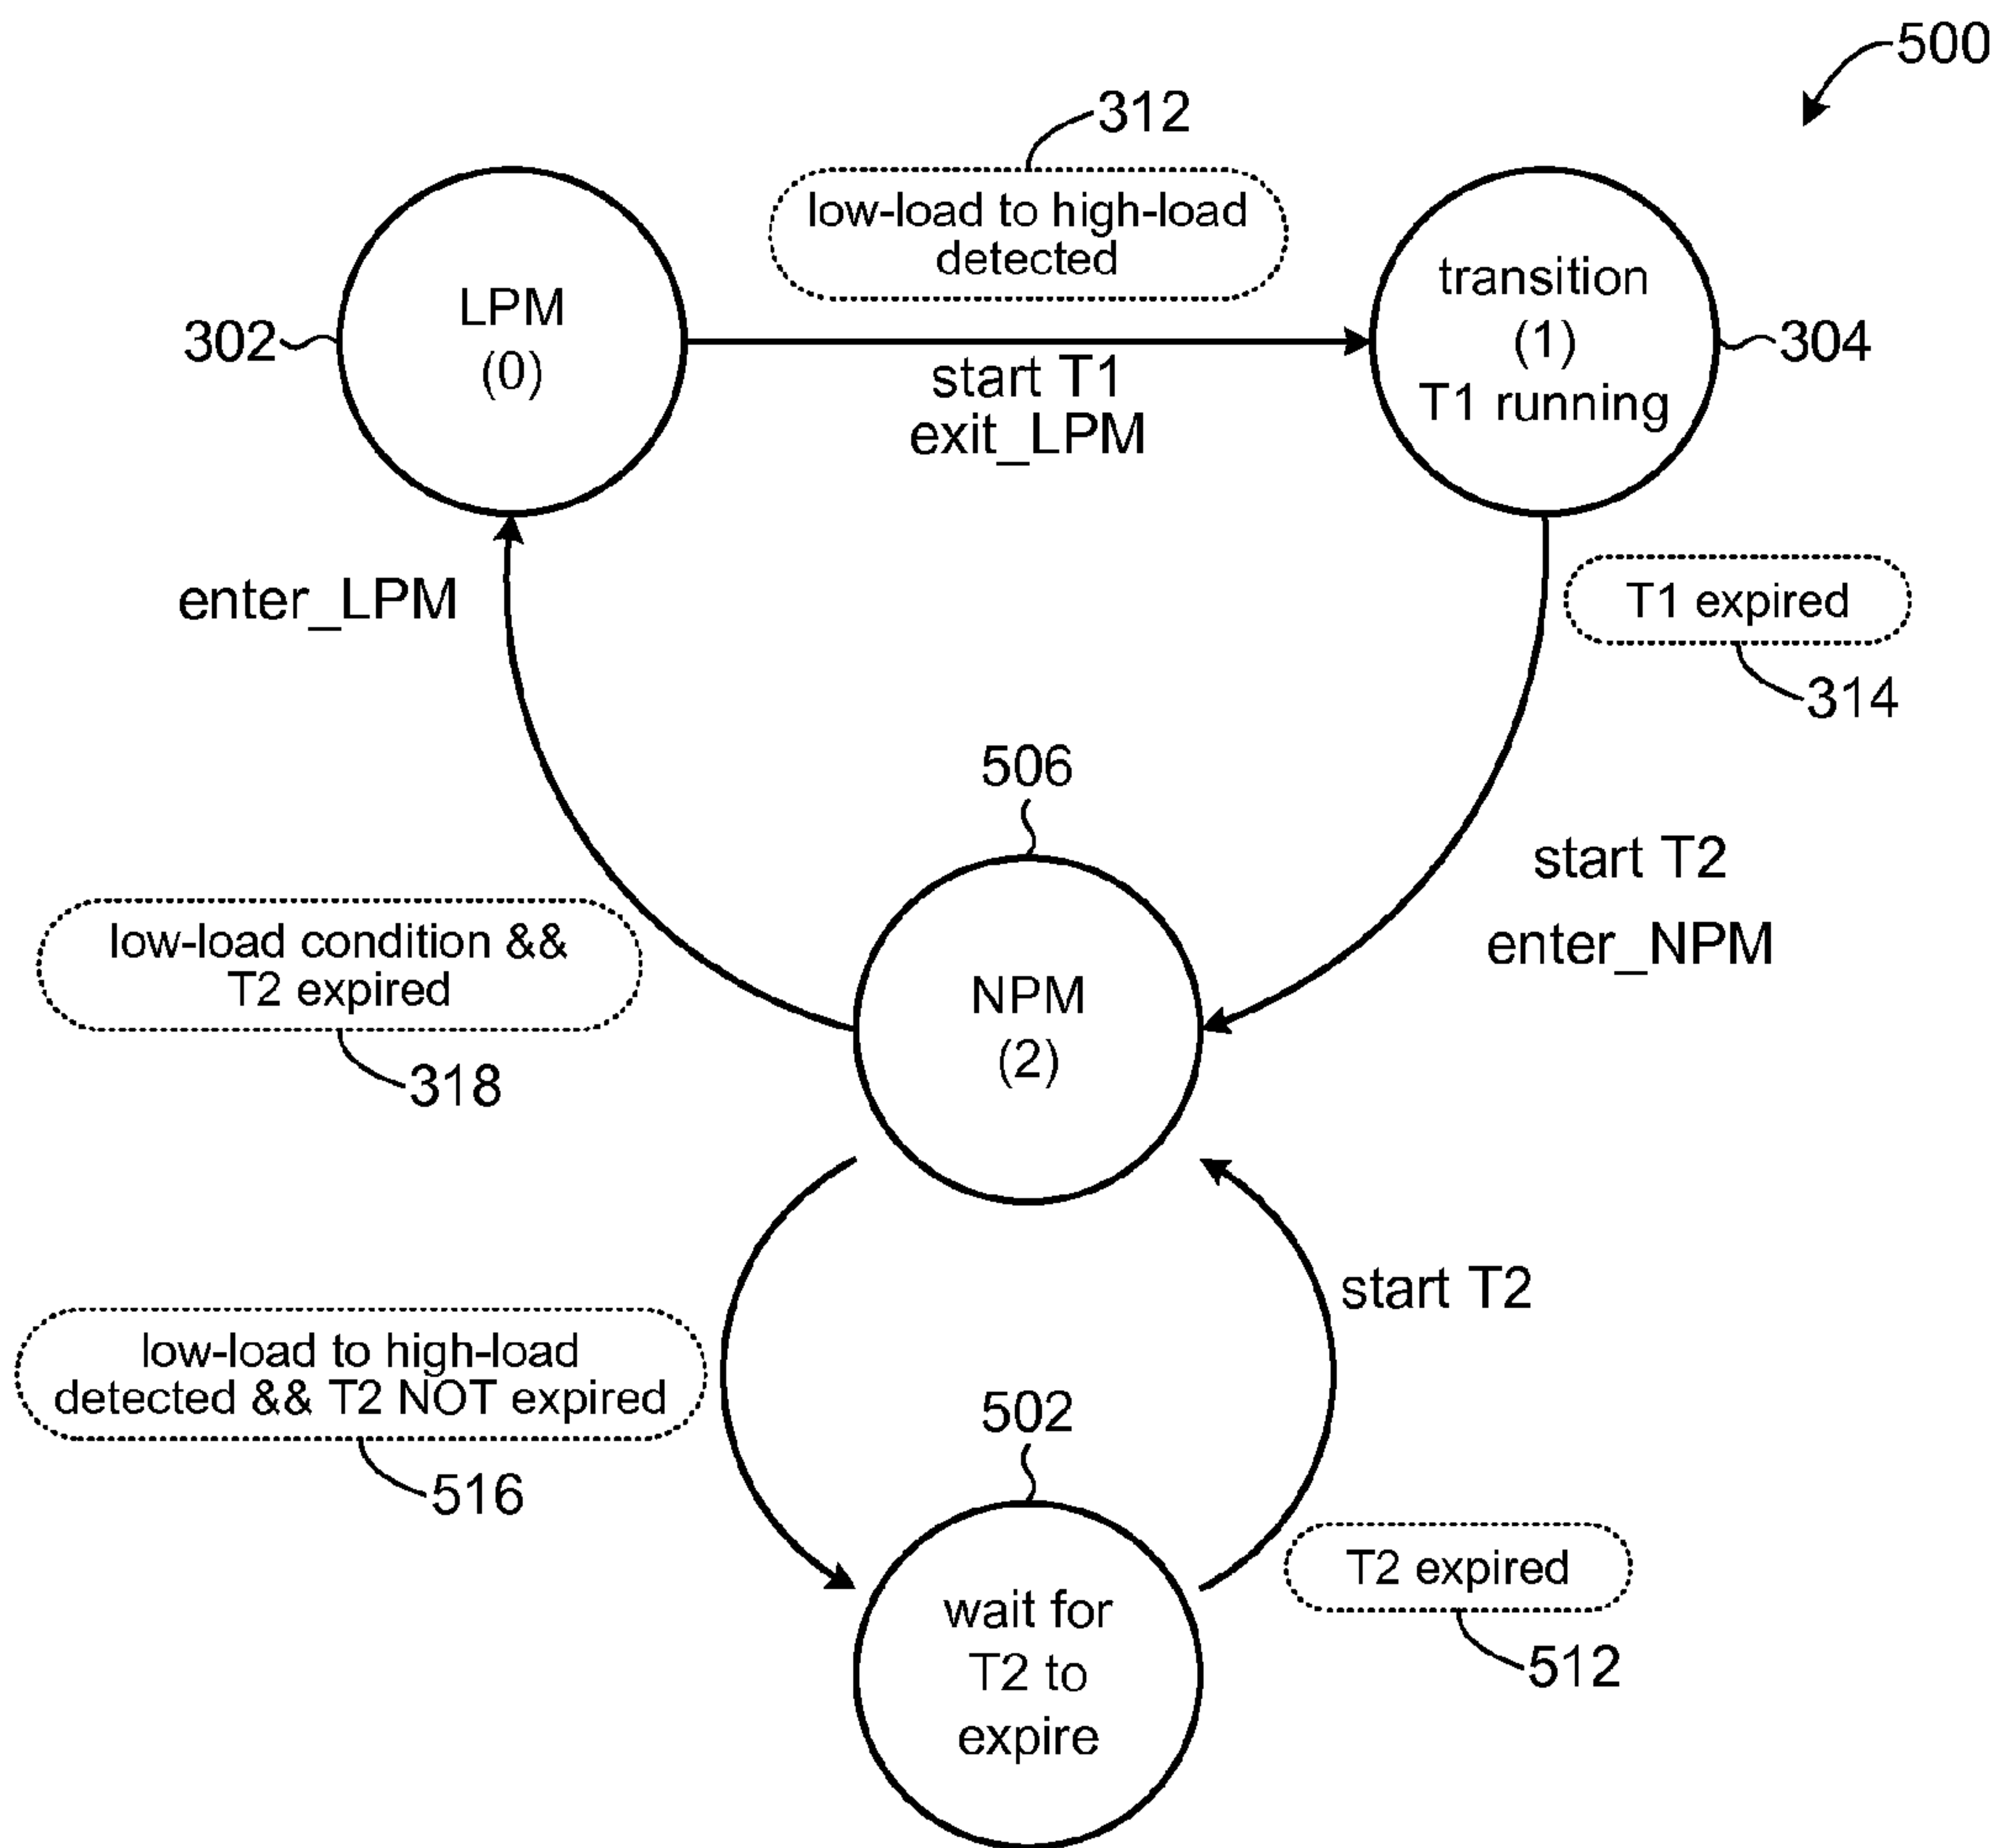 500
312
low-load to high-load
detected
LPM
(0)
302
transition
(1)
T1 running
304
start T1
exit_LPM
enter_LPM
T1 expired
314
506
start T2
enter_NPM
low-load condition &&
T2 expired
318
NPM
(2)
start T2
low-load to high-load
detected && T2 NOT expired
516
502
T2 expired
512
wait for
T2 to
expire